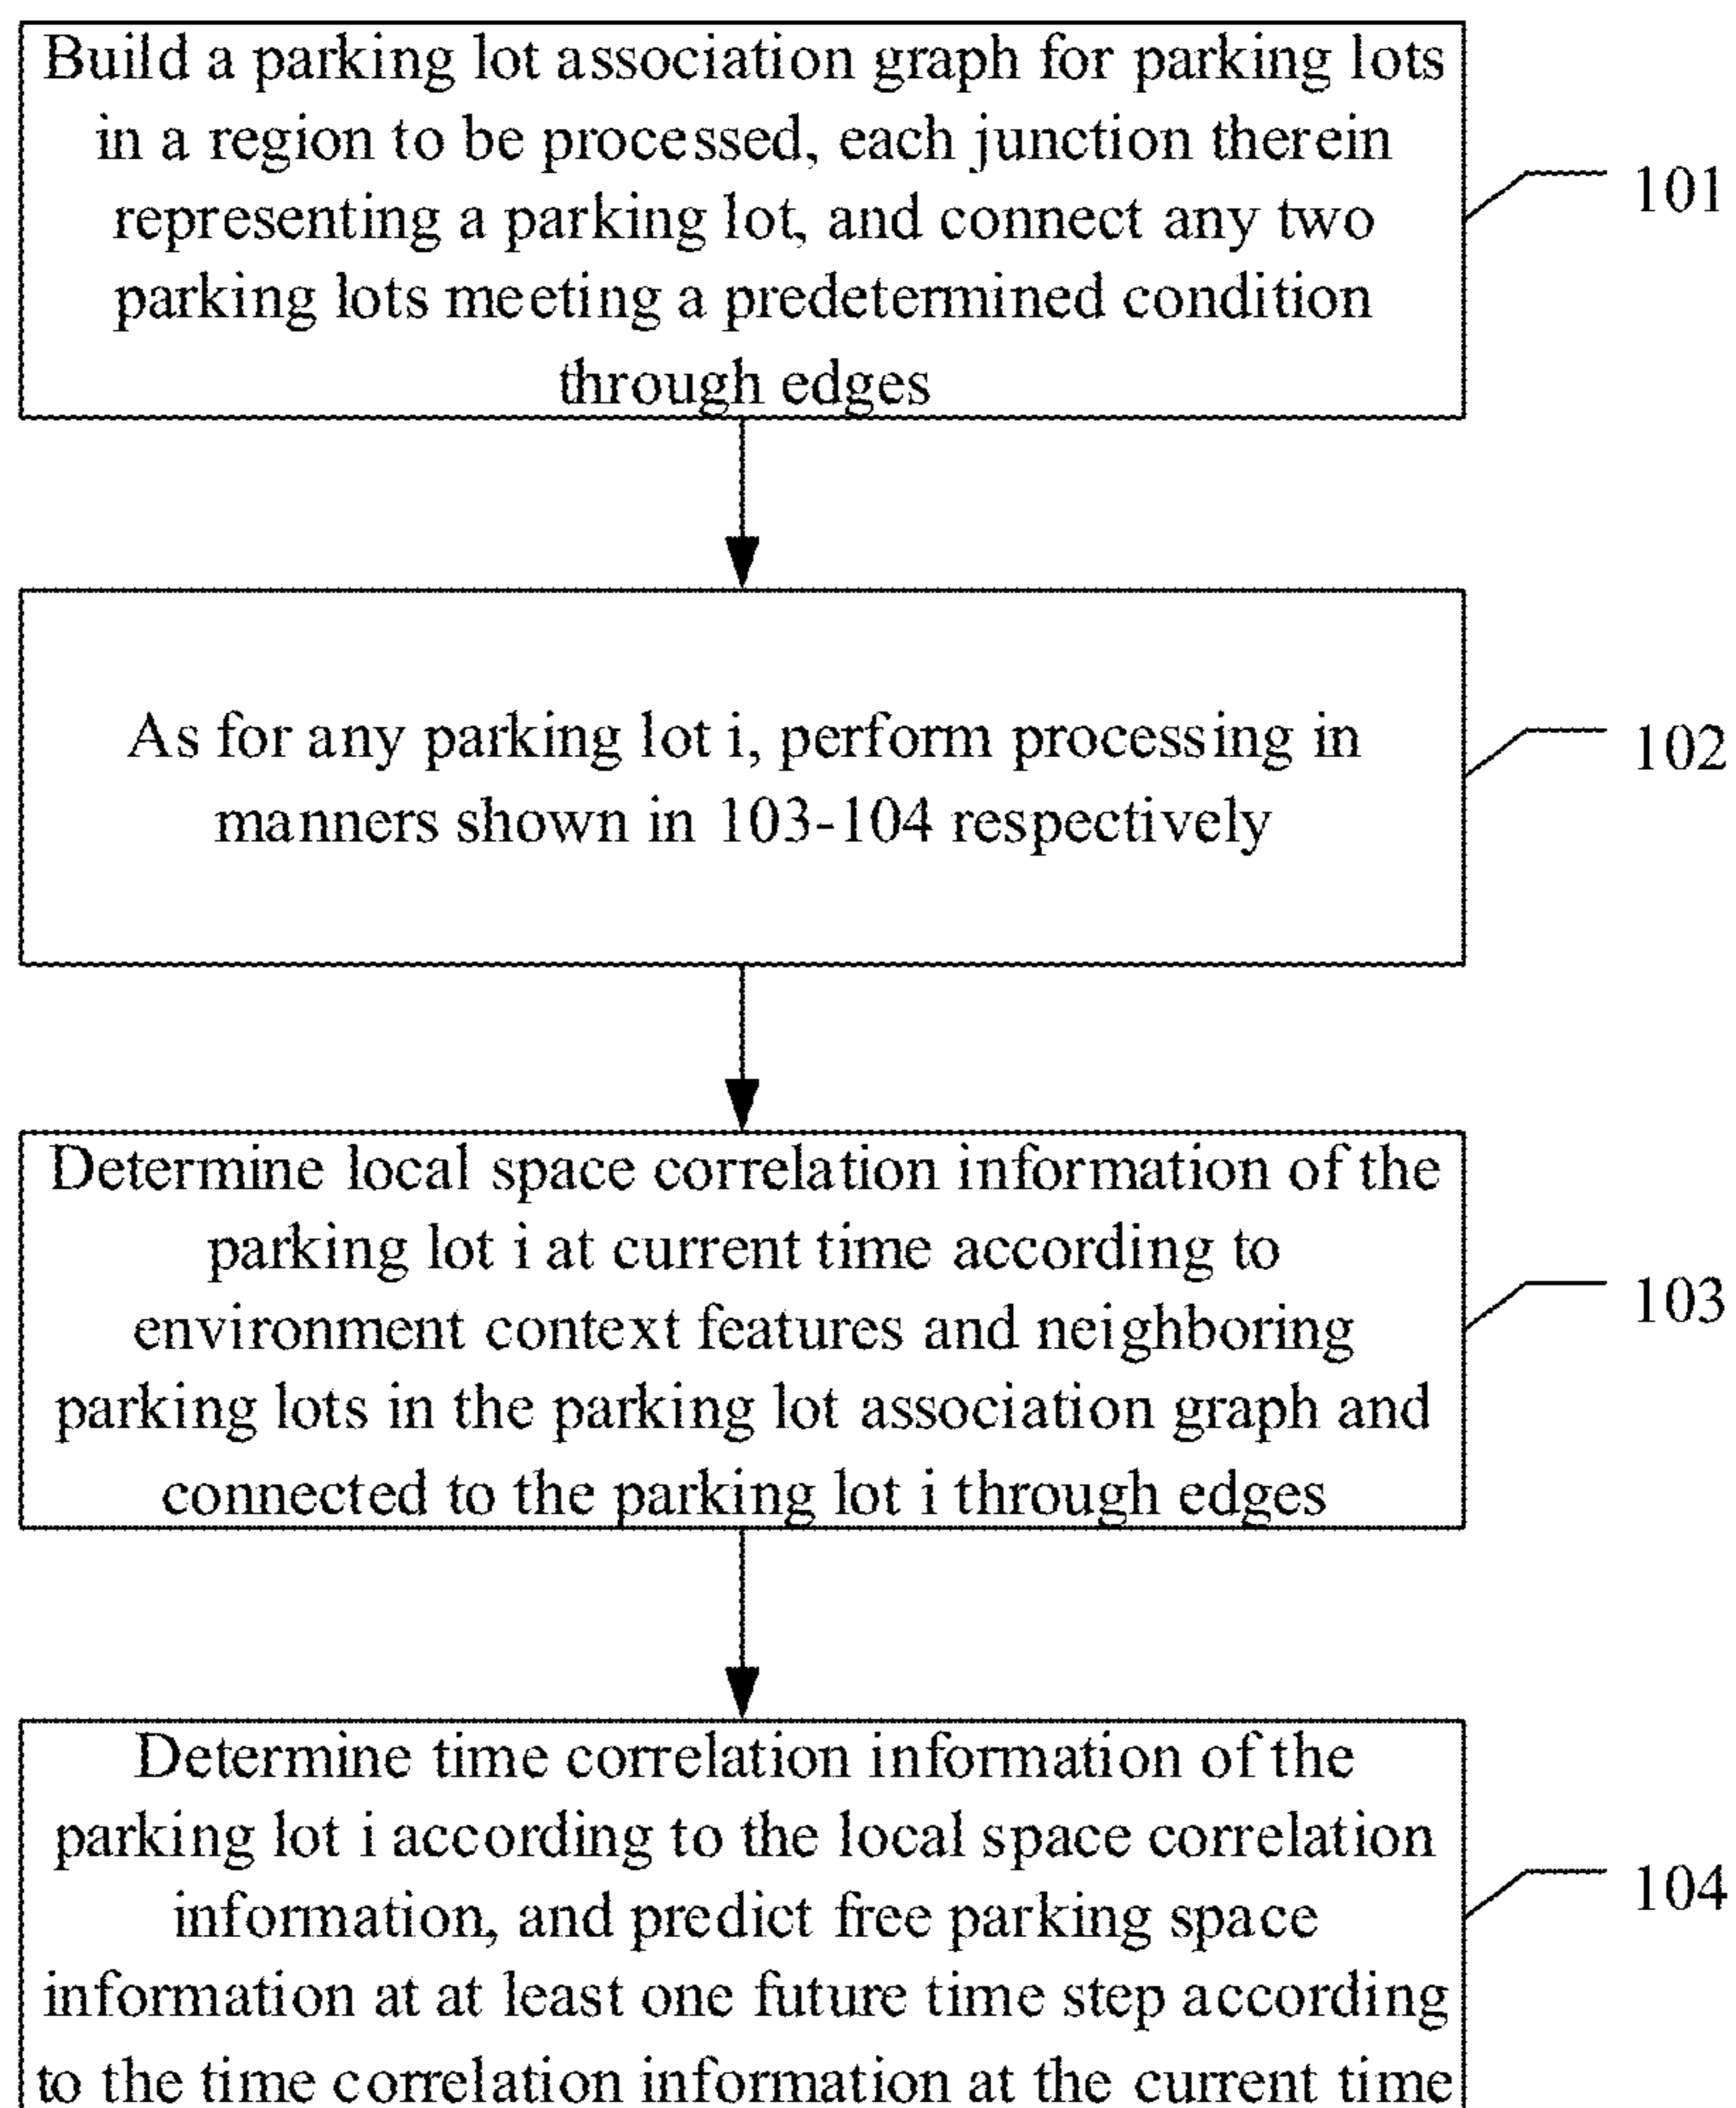 Build a parking lot association graph for parking lots
in a region to be processed, each junction therein
representing a parking lot, and connect any two
parking lots meeting a predetermined condition
through edges
101
As for any parking lot i, perform processing in
manners shown in 103-104 respectively
102
Determine local space correlation information of the
parking lot i at current time according to
environment context features and neighboring
parking lots in the parking lot association graph and
connected to the parking lot i through edges
103
Determine time correlation information of the
parking lot i according to the local space correlation
information, and predict free parking space
information at at least one future time step according
to the time correlation information at the current time
104